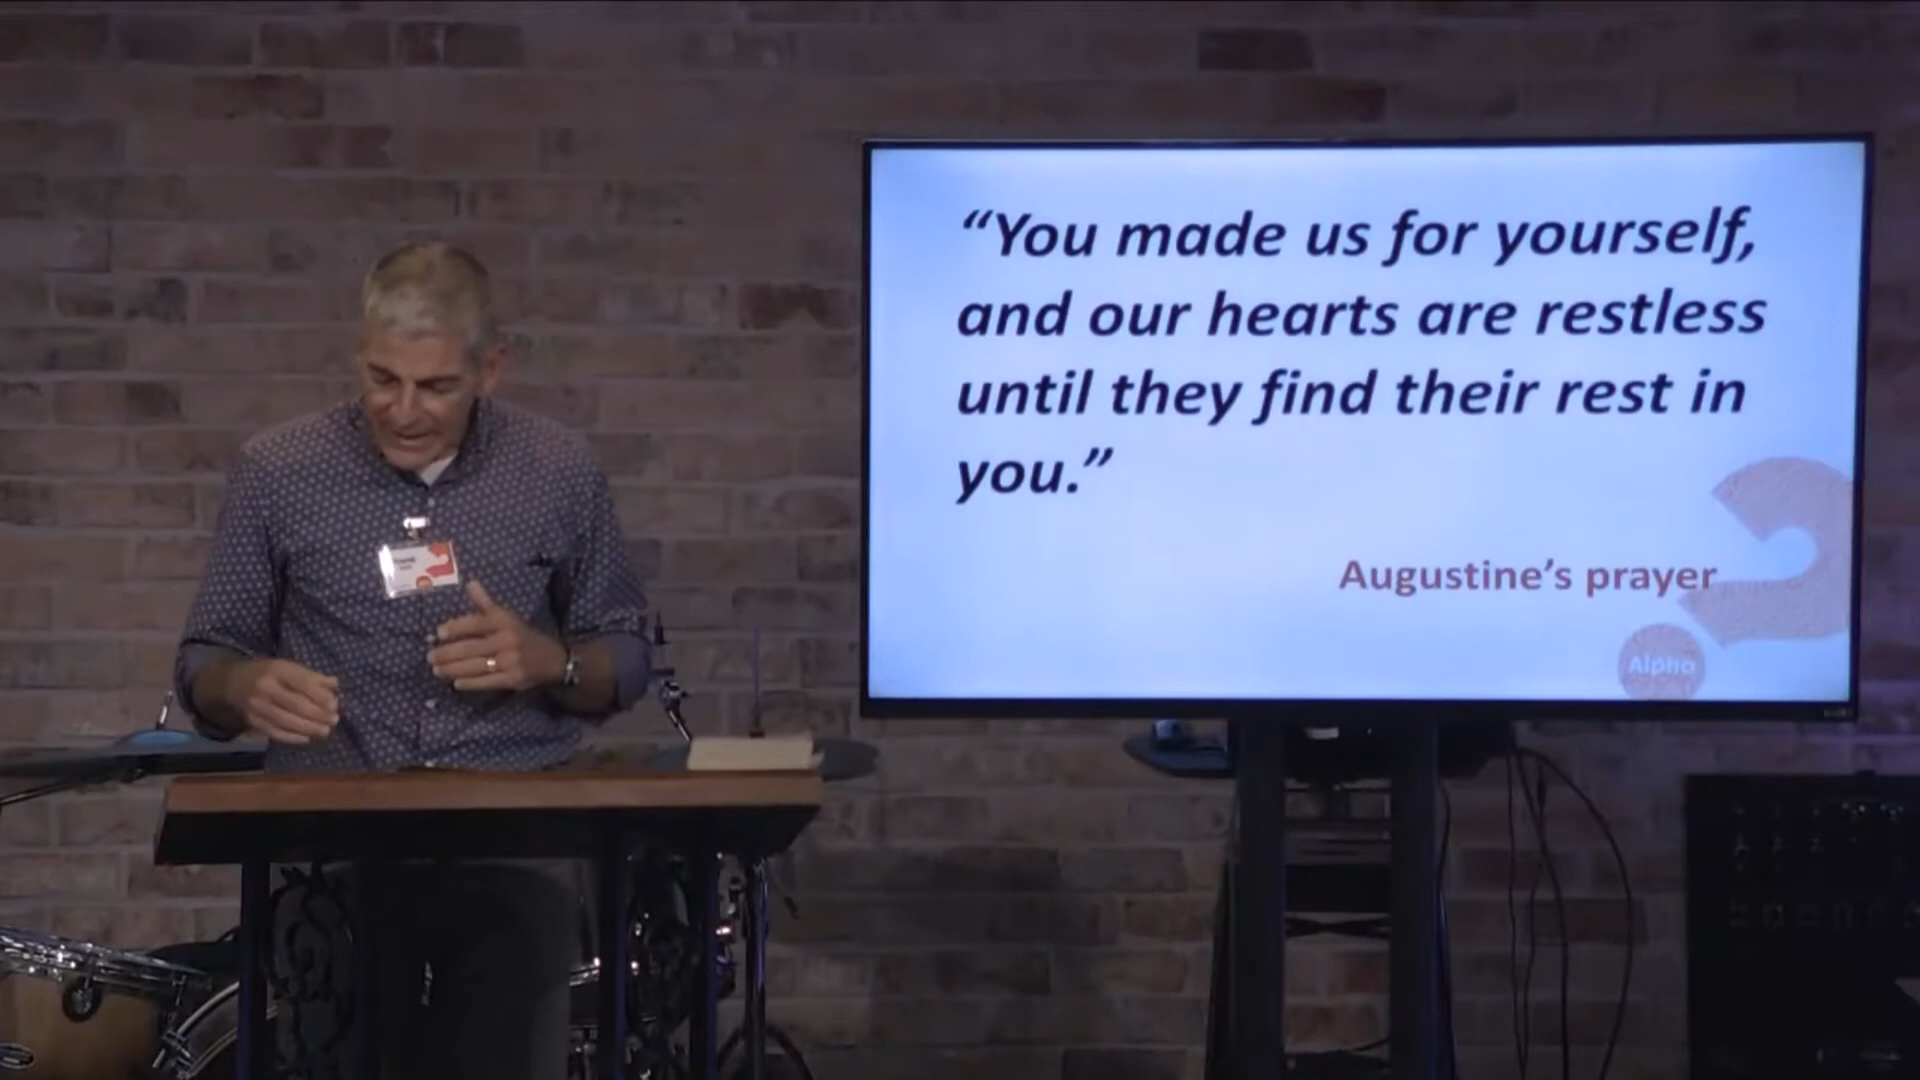 “You made us for yourself,
and our hearts are restless
until they find their rest in
you.”
Augustine’s prayer
Alpha